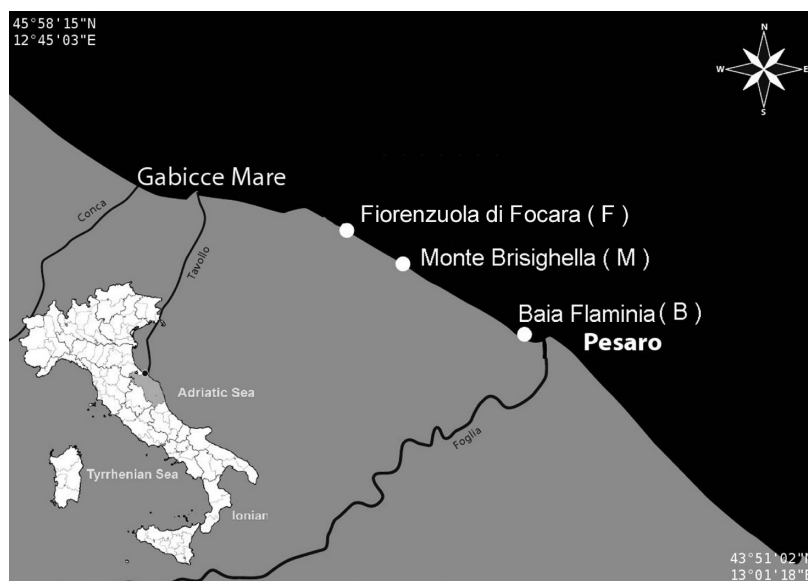 45°58'15"N
12°45'03"E
N
W
E
S
Gabicce Mare
Conca
Tavollo
Fiorenzuola di Focara ( F )
Monte Brisighella ( M )
Baia Flaminia ( B )
Pesaro
Foglia
Adriatic Sea
Tyrrhenian Sea
Ionian
43°51'02"N
13°01'18"E